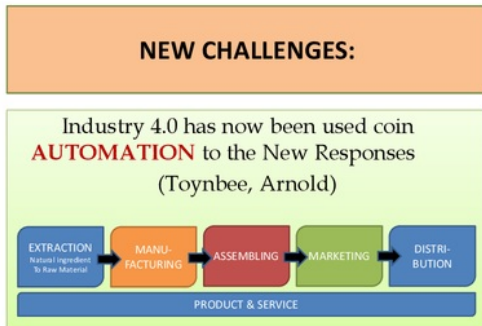 NEW CHALLENGES:
Industry 4.0 has now been used coin
AUTOMATION to the New Responses
(Toynbee, Arnold)
EXTRACTION
Natural ingredient
To Raw Material
MANU-
FACTURING
ASSEMBLING
MARKETING
DISTRI-
BUTION
PRODUCT & SERVICE